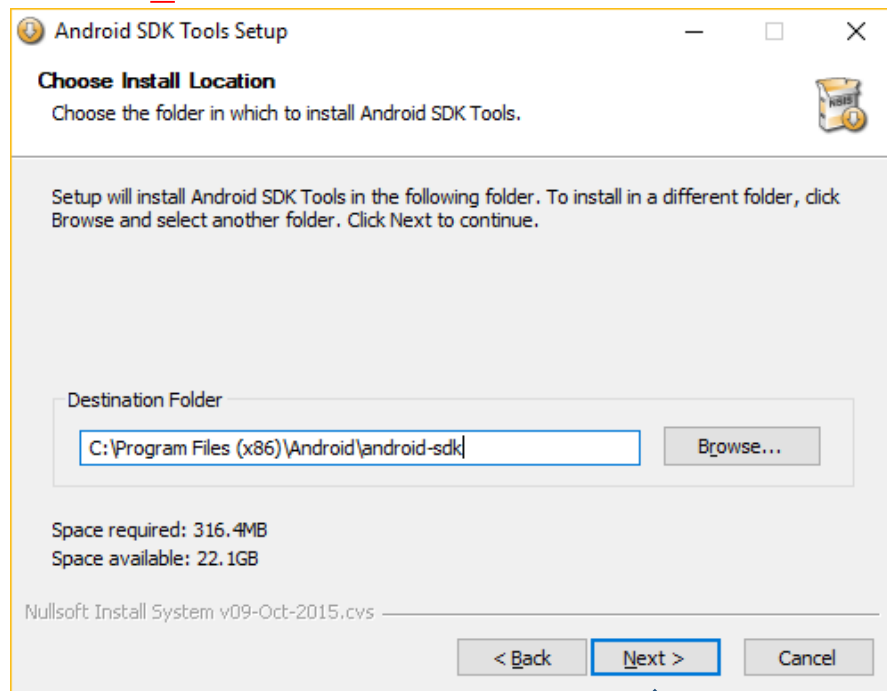 Android SDK Tools Setup
Choose Install Location
Choose the folder in which to install Android SDK Tools.
NSIS
Setup will install Android SDK Tools in the following folder. To install in a different folder, click
Browse and select another folder. Click Next to continue.
Destination Folder
C:\Program Files (x86)\Android\android-sdk
Browse...
Space required: 316.4MB
Space available: 22.1GB
Nullsoft Install System v09-Oct-2015.cvs
< Back
Next >
Cancel